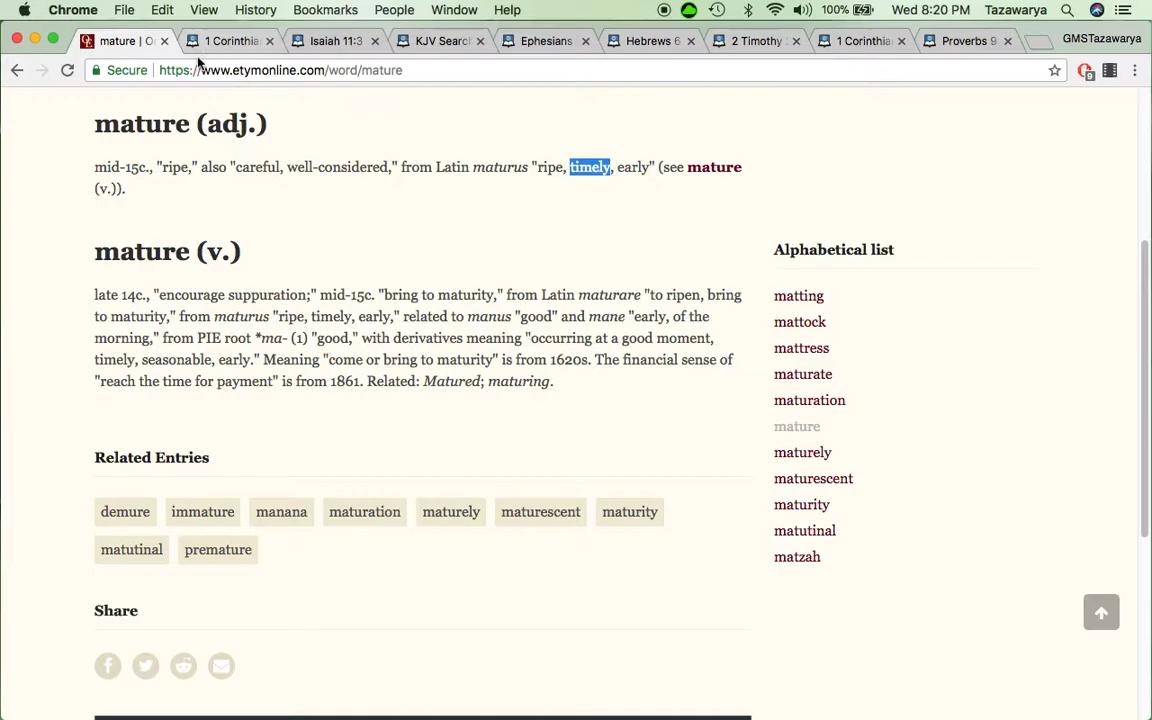 Chrome File Edit View History Bookmarks People Window Help 100% Wed 8:20 PM Tazawarya
mature | O 1 Corinthia Isaiah 11:3 KJV Searc Ephesians Hebrews 6 2 Timothy 1 Corinthia Proverbs 9 GMSTazawarya
Secure https://www.etymonline.com/word/mature 9
mature (adj.)
mid-15c., "ripe," also "careful, well-considered," from Latin maturus "ripe, timely, early" (see mature
(v.)).
mature (v.)
late 14c., "encourage suppuration;" mid-15c. "bring to maturity," from Latin maturare "to ripen, bring
to maturity," from maturus "ripe, timely, early," related to manus "good" and mane "early, of the
morning," from PIE root *ma- (1) "good," with derivatives meaning "occurring at a good moment,
timely, seasonable, early." Meaning "come or bring to maturity" is from 1620s. The financial sense of
"reach the time for payment" is from 1861. Related: Matured; maturing.
Related Entries
demure immature manana maturation maturely maturescent maturity
matutinal premature
Share
Alphabetical list
matting
mattock
mattress
maturate
maturation
mature
maturely
maturescent
maturity
matutinal
matzah